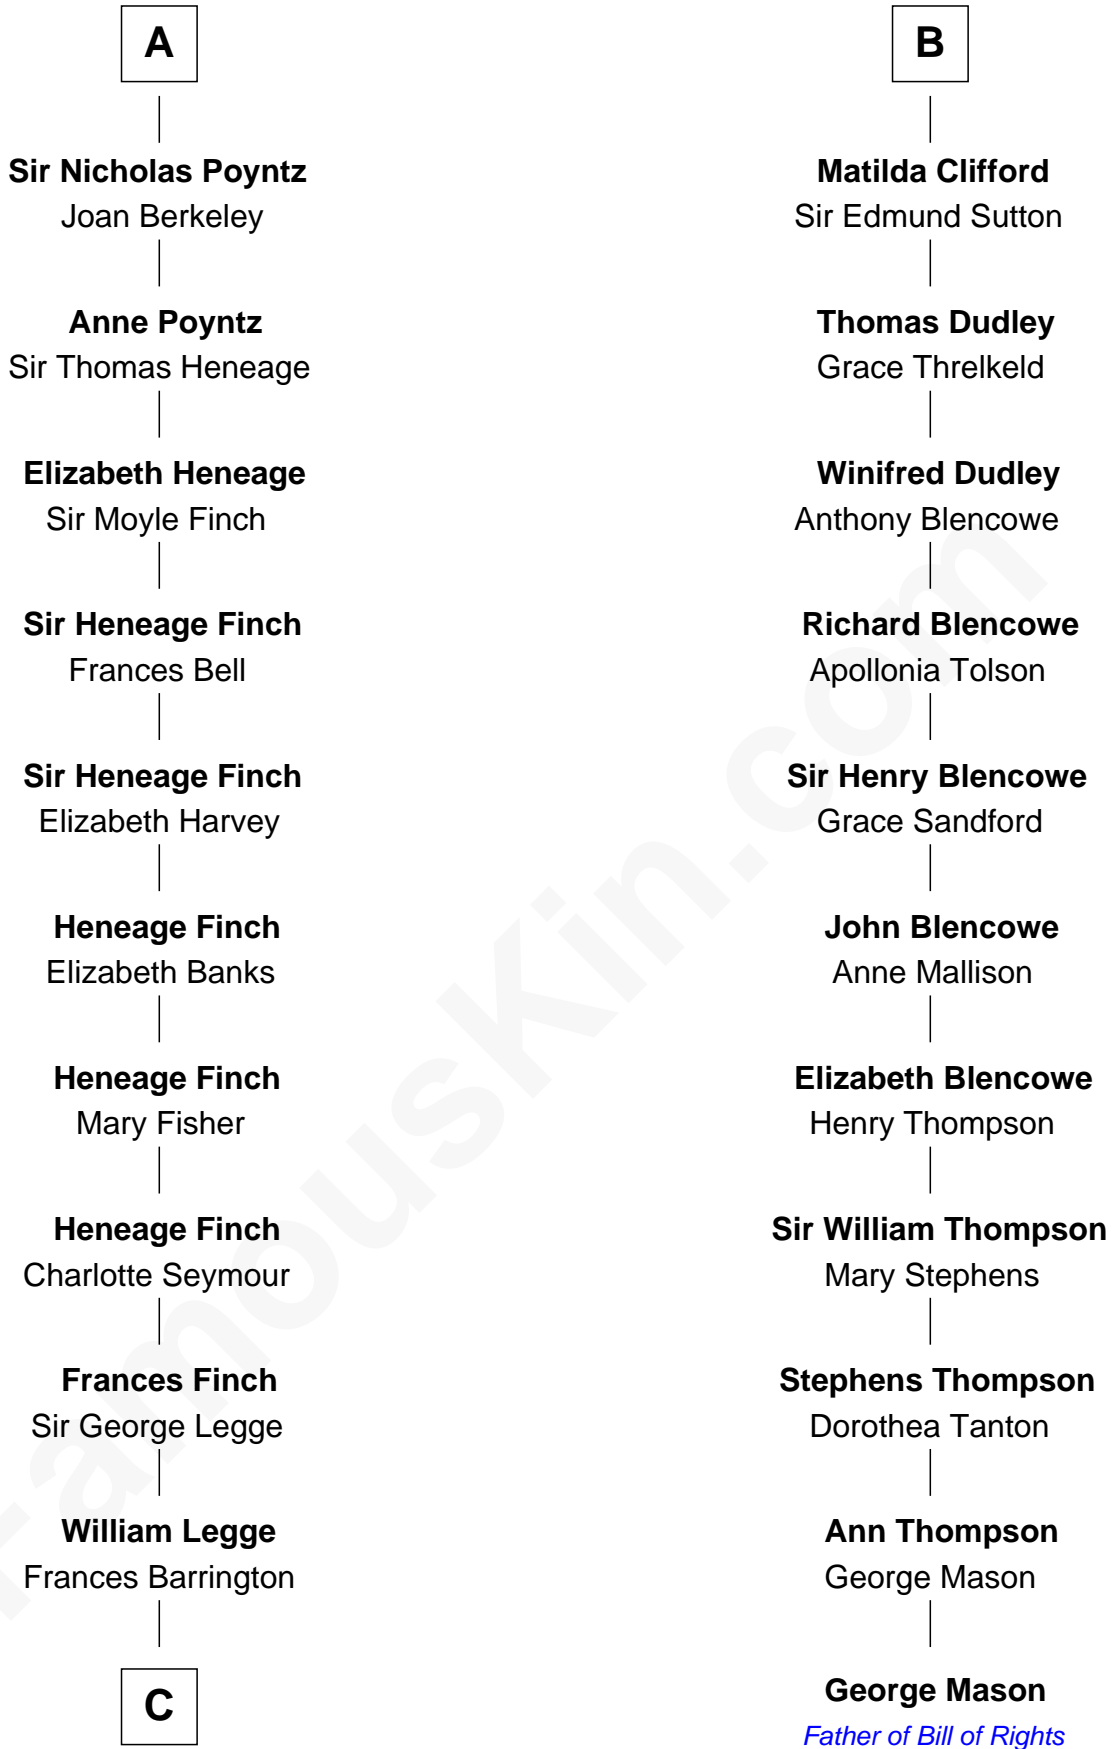 A
Sir Nicholas Poyntz
Joan Berkeley
Anne Poyntz
Sir Thomas Heneage
Elizabeth Heneage
Sir Moyle Finch
Sir Heneage Finch
Frances Bell
Sir Heneage Finch
Elizabeth Harvey
Heneage Finch
Elizabeth Banks
Heneage Finch
Mary Fisher
Heneage Finch
Charlotte Seymour
Frances Finch
Sir George Legge
William Legge
Frances Barrington
C
B
Matilda Clifford
Sir Edmund Sutton
Thomas Dudley
Grace Threlkeld
Winifred Dudley
Anthony Blencowe
Richard Blencowe
Apollonia Tolson
Sir Henry Blencowe
Grace Sandford
John Blencowe
Anne Mallison
Elizabeth Blencowe
Henry Thompson
Sir William Thompson
Mary Stephens
Stephens Thompson
Dorothea Tanton
Ann Thompson
George Mason
George Mason
Father of Bill of Rights
FamousKin.com